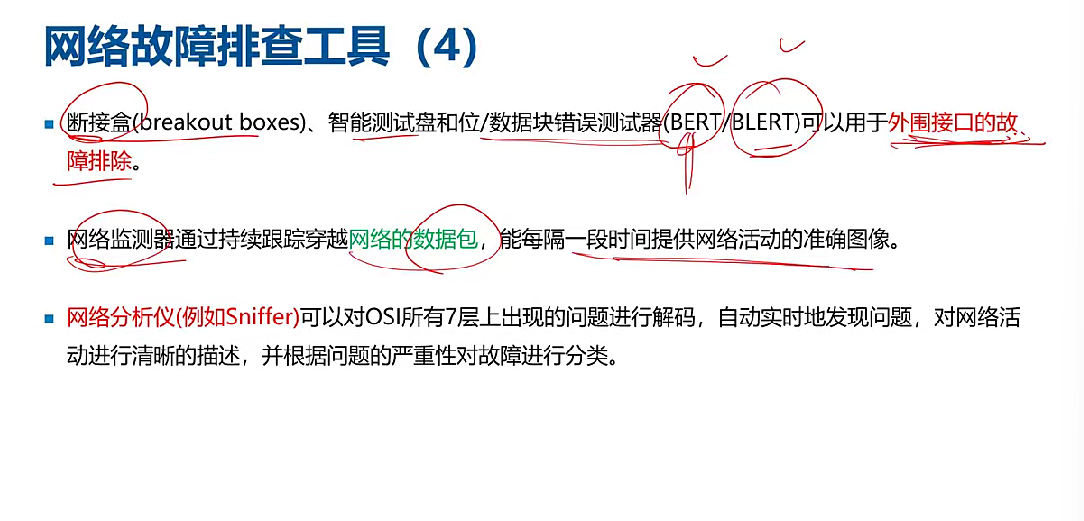 网络故障排查工具（4）
断接盒(breakout boxes)、智能测试盘和位/数据块错误测试器(BERT/BLERT)可以用于外围接口的故
障排除。
网络监测器通过持续跟踪穿越网络的数据包，能每隔一段时间提供网络活动的准确图像。
网络分析仪(例如Sniffer)可以对OSI所有7层上出现的问题进行解码，自动实时地发现问题，对网络活
动进行清晰的描述，并根据问题的严重性对故障进行分类。